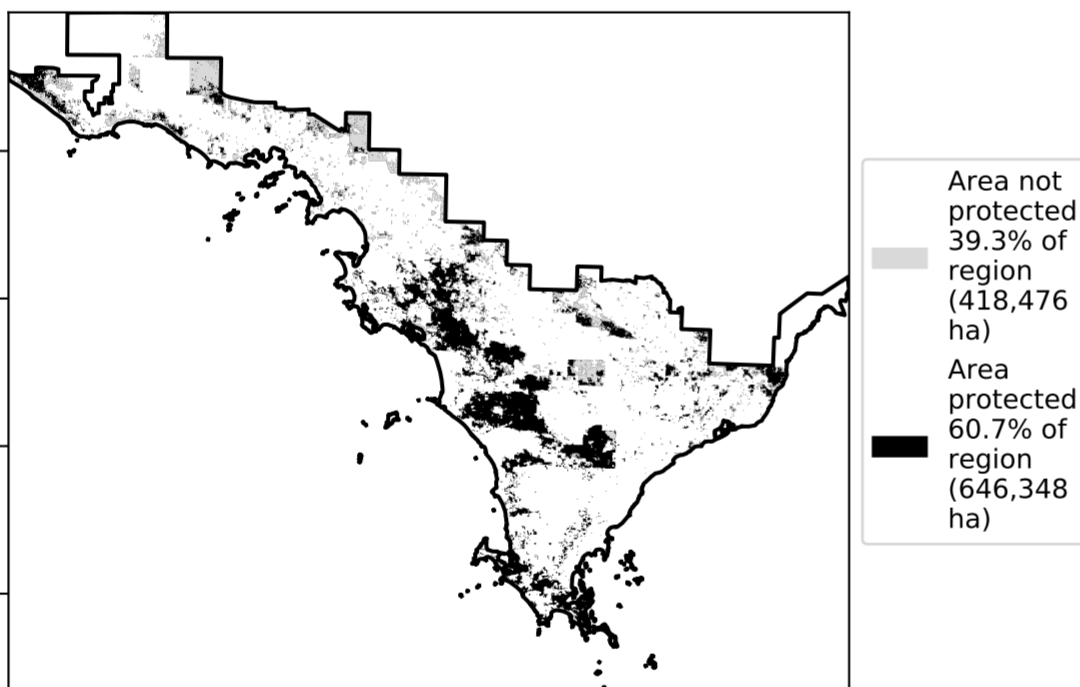 Area not
protected
39.3% of
region
(418,476
ha)
Area
protected
60.7% of
region
(646,348
ha)